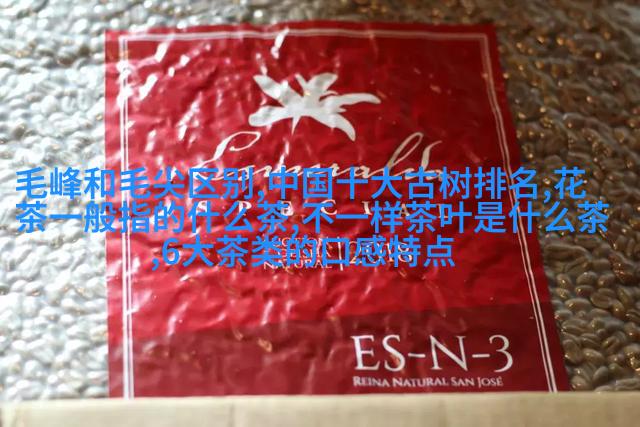 毛峰和毛尖区别,中国十大古树排名,花
茶一般指的什么茶,不一样茶叶是什么茶
,6大茶类的口感特点
NATURAL
ES-N-3
REINA NATURAL SAN JOSÉ